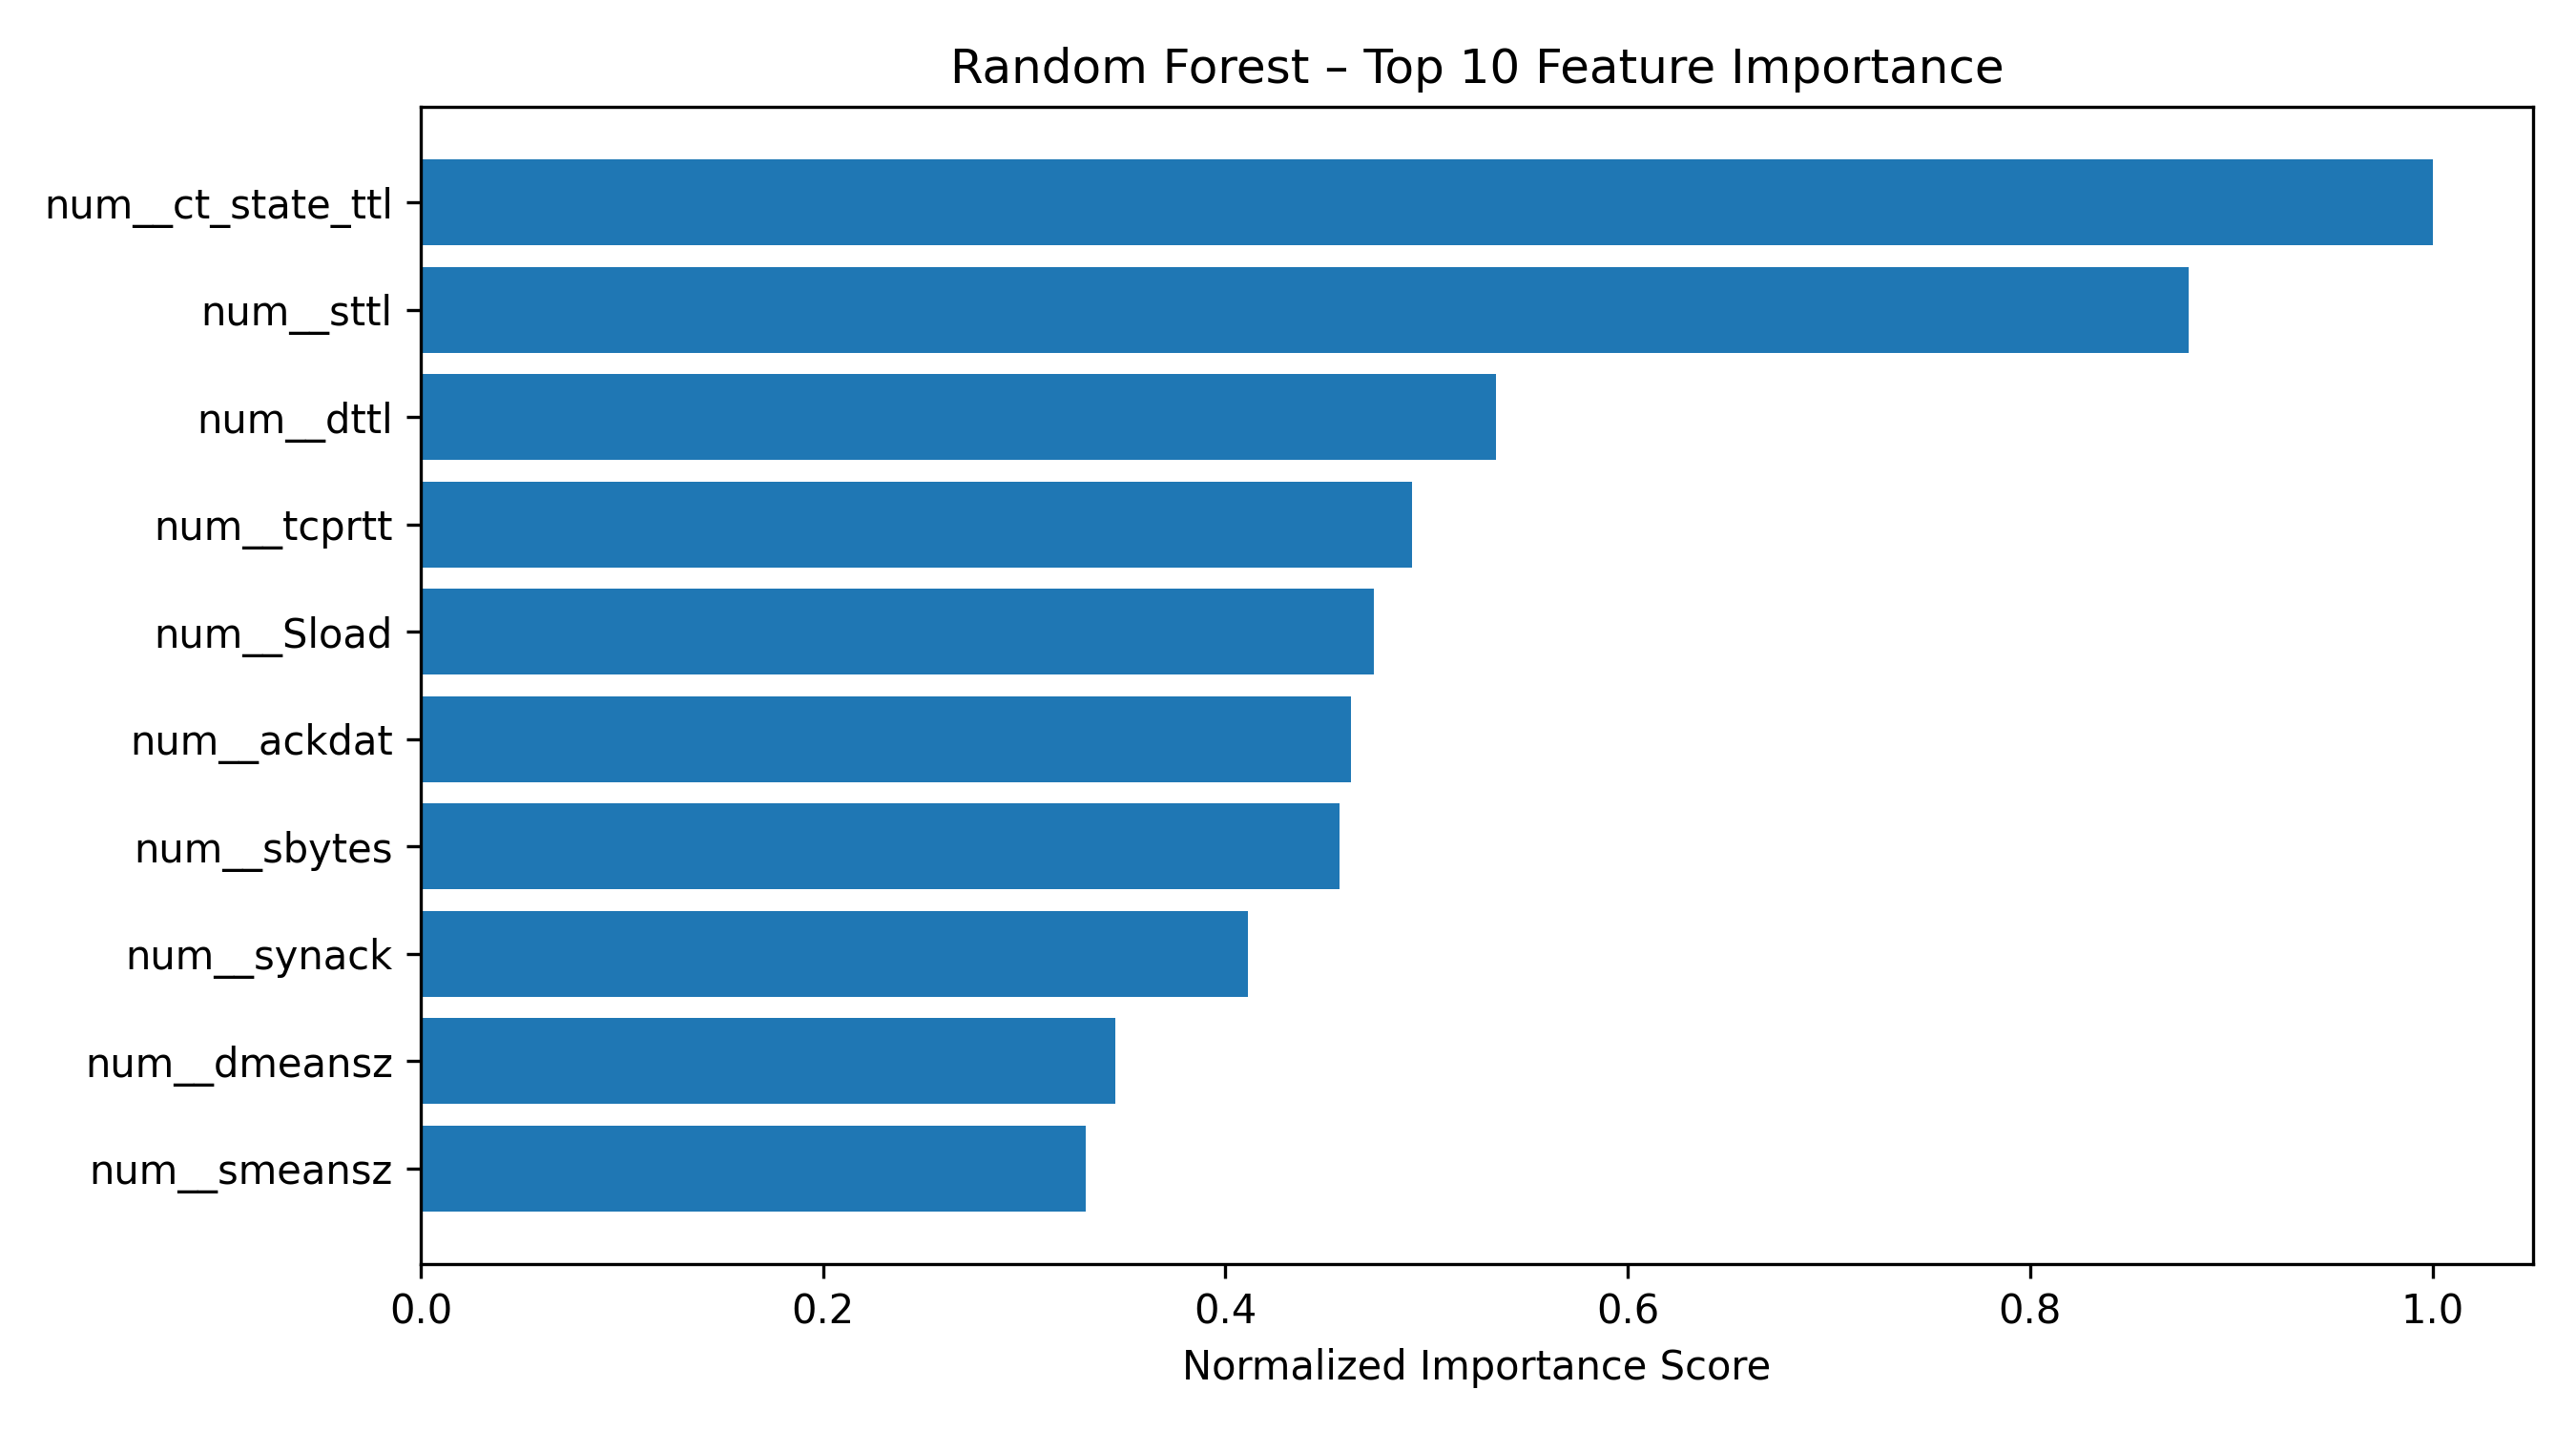 Random Forest – Top 10 Feature Importance
num__ct_state_ttl
num__sttl
num__dttl
num__tcprtt
num__Sload
num__ackdat
num__sbytes
num__synack
num__dmeansz
num__smeansz
0.0 0.2 0.4 0.6 0.8 1.0
Normalized Importance Score